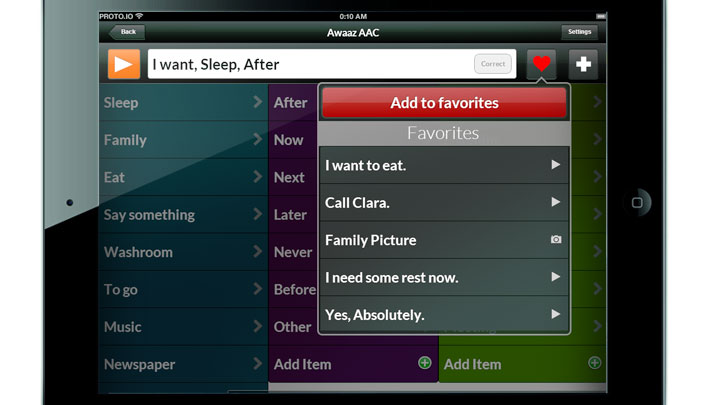 PROTO.IO
0:10 AM
Back
Awaaz AAC
Settings
I want, Sleep, After
Correct
Add to favorites
Favorites
I want to eat.
Call Clara.
Family Picture
I need some rest now.
Yes, Absolutely.
Sleep
Family
Eat
Say something
Washroom
To go
Music
Newspaper
After
Now
Next
Later
Never
Before
Other
Add Item
Add Item